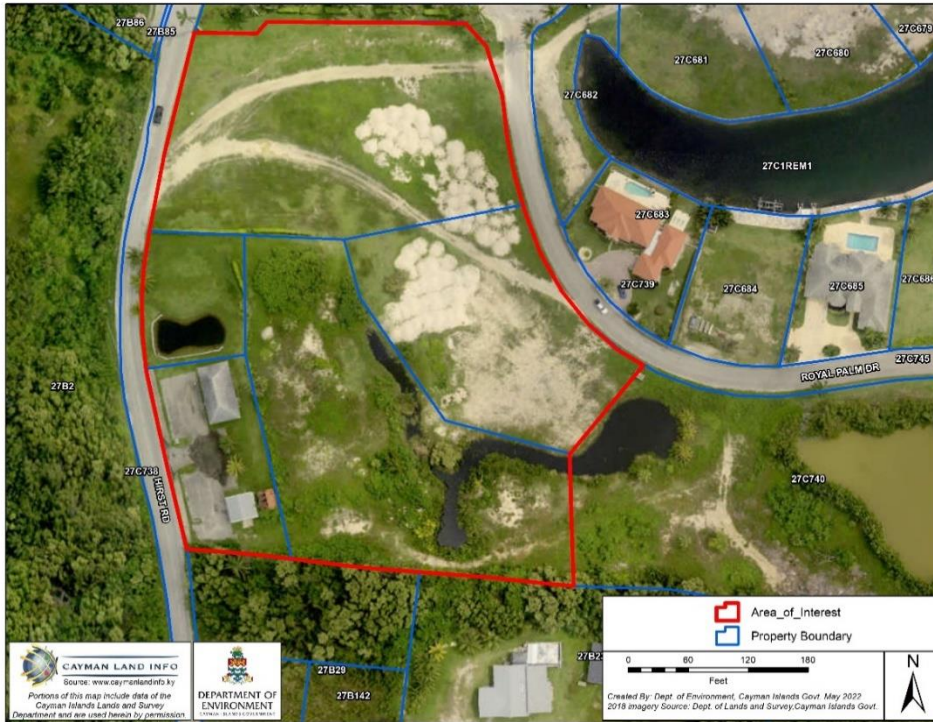 27B86
27B85
27C679
27C680
27C681
27C682
27C1REM1
27C683
27C684
27C685
27C686
27C739
27C745
ROYAL PALM DR
27B2
27C738
HIRST RD
27C740
27B29
27B142
27B23
Area_of_Interest
Property Boundary
0 60 120 180
Feet
N
Created By: Dept. of Environment, Cayman Islands Govt. May 2022
2018 Imagery Source: Dept. of Lands and Survey,Cayman Islands Govt.
CAYMAN LAND INFO
Source: www.caymanlandinfo.ky
Portions of this map include data of the
Cayman Islands Lands and Survey
Department and are used herein by permission.
DEPARTMENT OF
ENVIRONMENT
CAYMAN ISLANDS GOVERNMENT